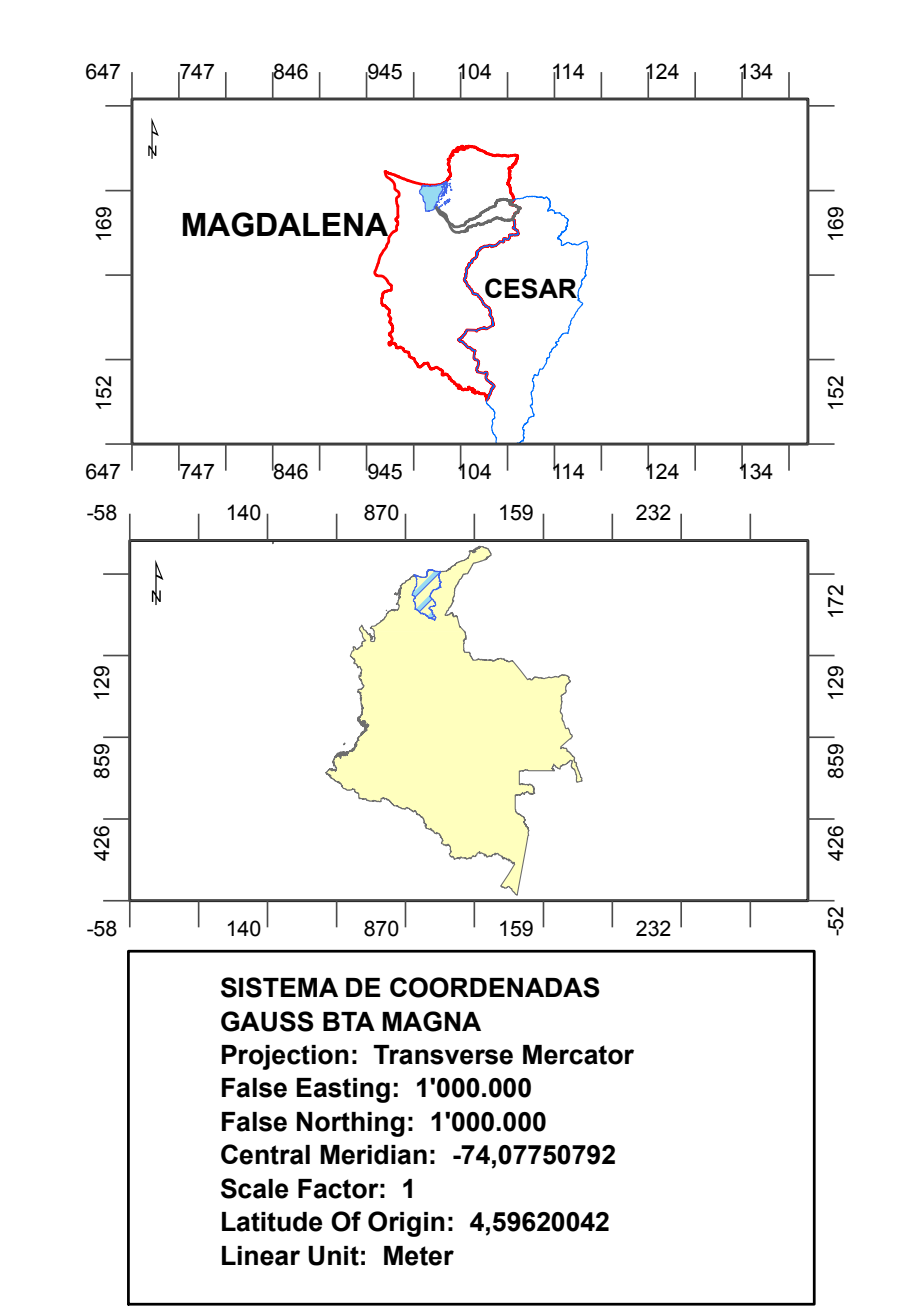 647 747 846 945 104 114 124 134
N
169 169
MAGDALENA
CESAR
152 152
647 747 846 945 104 114 124 134
-58 140 870 159 232
N
172
129 129
859 859
426 426
-52
-58 140 870 159 232
SISTEMA DE COORDENADAS
GAUSS BTA MAGNA
Projection: Transverse Mercator
False Easting: 1'000.000
False Northing: 1'000.000
Central Meridian: -74,07750792
Scale Factor: 1
Latitude Of Origin: 4,59620042
Linear Unit: Meter